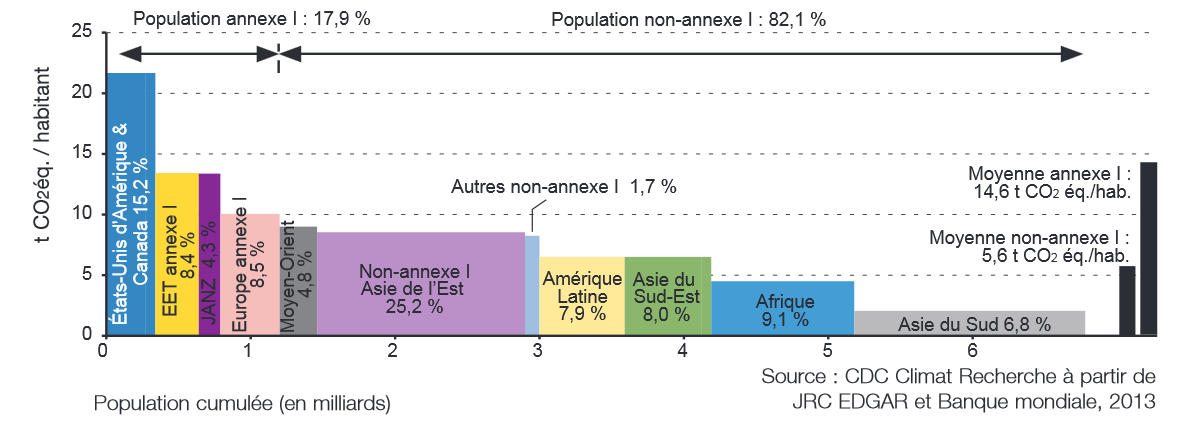 Population annexe I : 17,9 %
Population non-annexe I : 82,1 %
t CO2éq. / habitant
25
20
15
10
5
0
États-Unis d'Amérique &
Canada 15,2 %
EET annexe I
8,4 %
JANZ 4,3 %
Europe annexe I
8,5 %
Moyen-Orient
4,8 %
Non-annexe I
Asie de l'Est
25,2 %
Autres non-annexe I 1,7 %
Amérique
Latine
7,9 %
Asie du
Sud-Est
8,0 %
Afrique
9,1 %
Asie du Sud 6,8 %
Moyenne annexe I :
14,6 t CO2 éq./hab.
Moyenne non-annexe I :
5,6 t CO2 éq./hab.
0 1 2 3 4 5 6
Population cumulée (en milliards)
Source : CDC Climat Recherche à partir de
JRC EDGAR et Banque mondiale, 2013